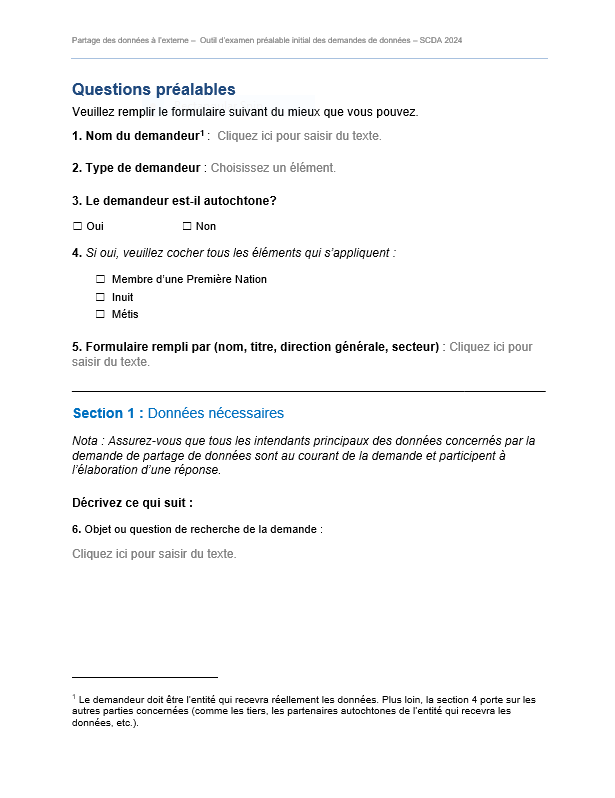 Partage des données à l'externe – Outil d'examen préalable initial des demandes de données – SCDA 2024
Questions préalables
Veuillez remplir le formulaire suivant du mieux que vous pouvez.
1. Nom du demandeur¹ : Cliquez ici pour saisir du texte.
2. Type de demandeur : Choisissez un élément.
3. Le demandeur est-il autochtone?
☐ Oui ☐ Non
4. Si oui, veuillez cocher tous les éléments qui s'appliquent :
☐ Membre d'une Première Nation
☐ Inuit
☐ Métis
5. Formulaire rempli par (nom, titre, direction générale, secteur) : Cliquez ici pour
saisir du texte.
Section 1 : Données nécessaires
Nota : Assurez-vous que tous les intendants principaux des données concernés par la
demande de partage de données sont au courant de la demande et participent à
l'élaboration d'une réponse.
Décrivez ce qui suit :
6. Objet ou question de recherche de la demande :
Cliquez ici pour saisir du texte.
¹ Le demandeur doit être l'entité qui recevra réellement les données. Plus loin, la section 4 porte sur les
autres parties concernées (comme les tiers, les partenaires autochtones de l'entité qui recevra les
données, etc.).